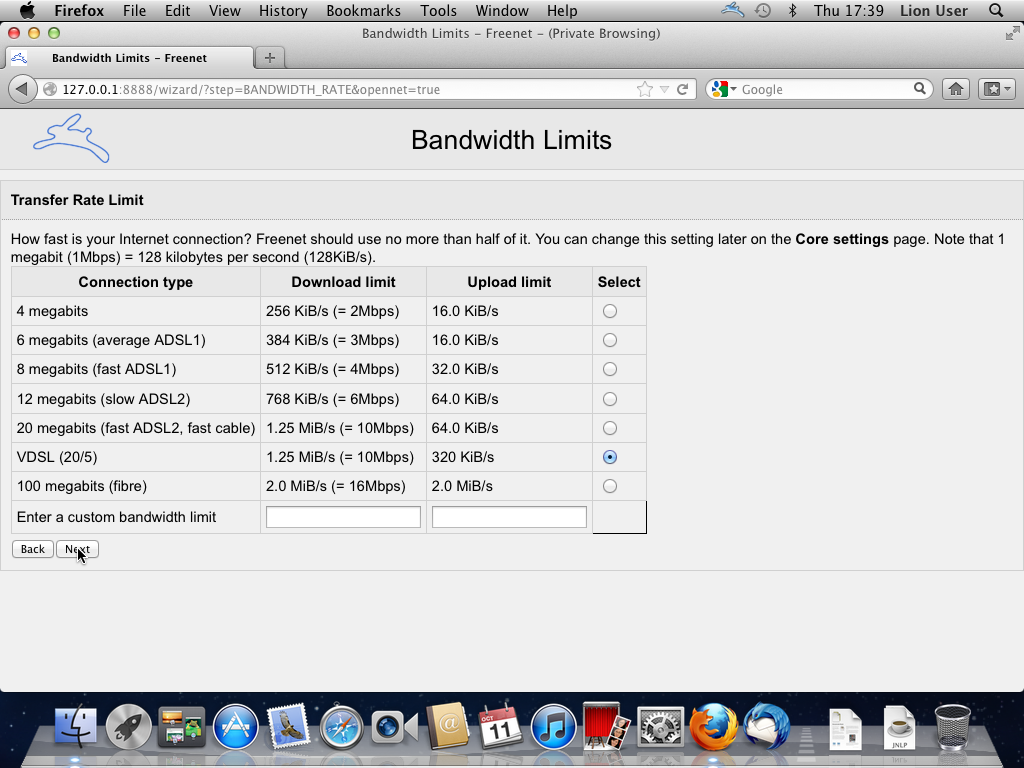 Firefox File Edit View History Bookmarks Tools Window Help Thu 17:39 Lion User
Bandwidth Limits – Freenet – (Private Browsing)
Bandwidth Limits – Freenet
127.0.0.1:8888/wizard/?step=BANDWIDTH_RATE&opennet=true Google
Bandwidth Limits
Transfer Rate Limit
How fast is your Internet connection? Freenet should use no more than half of it. You can change this setting later on the Core settings page. Note that 1
megabit (1Mbps) = 128 kilobytes per second (128KiB/s).
Connection type Download limit Upload limit Select
4 megabits 256 KiB/s (= 2Mbps) 16.0 KiB/s
6 megabits (average ADSL1) 384 KiB/s (= 3Mbps) 16.0 KiB/s
8 megabits (fast ADSL1) 512 KiB/s (= 4Mbps) 32.0 KiB/s
12 megabits (slow ADSL2) 768 KiB/s (= 6Mbps) 64.0 KiB/s
20 megabits (fast ADSL2, fast cable) 1.25 MiB/s (= 10Mbps) 64.0 KiB/s
VDSL (20/5) 1.25 MiB/s (= 10Mbps) 320 KiB/s
100 megabits (fibre) 2.0 MiB/s (= 16Mbps) 2.0 MiB/s
Enter a custom bandwidth limit
Back Next
OCT
11
JNLP